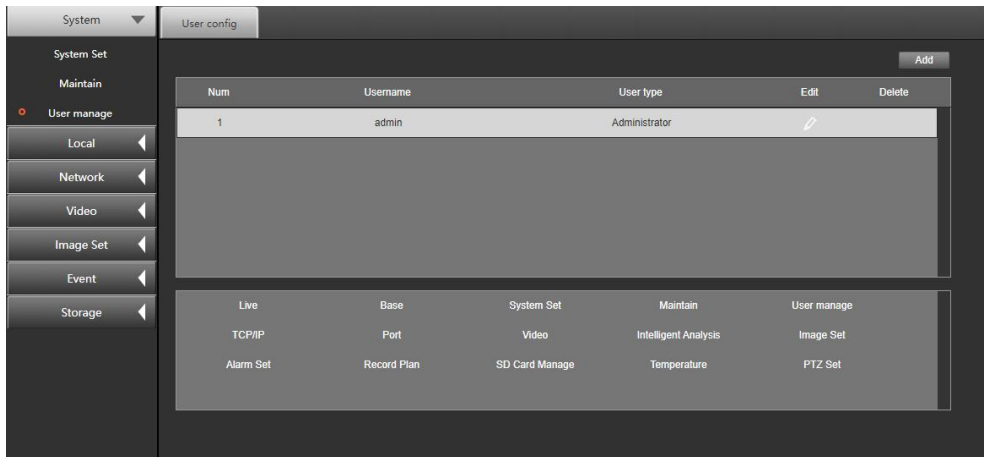 System
System Set
Maintain
User manage
Local
Network
Video
Image Set
Event
Storage
User config
Add
Num Username User type Edit Delete
1 admin Administrator
Live Base System Set Maintain User manage
TCP/IP Port Video Intelligent Analysis Image Set
Alarm Set Record Plan SD Card Manage Temperature PTZ Set